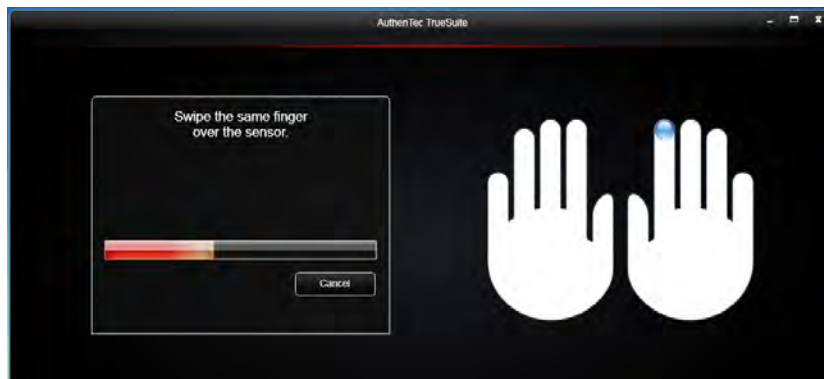 AuthenTec TrueSuite
Swipe the same finger
over the sensor.
Cancel